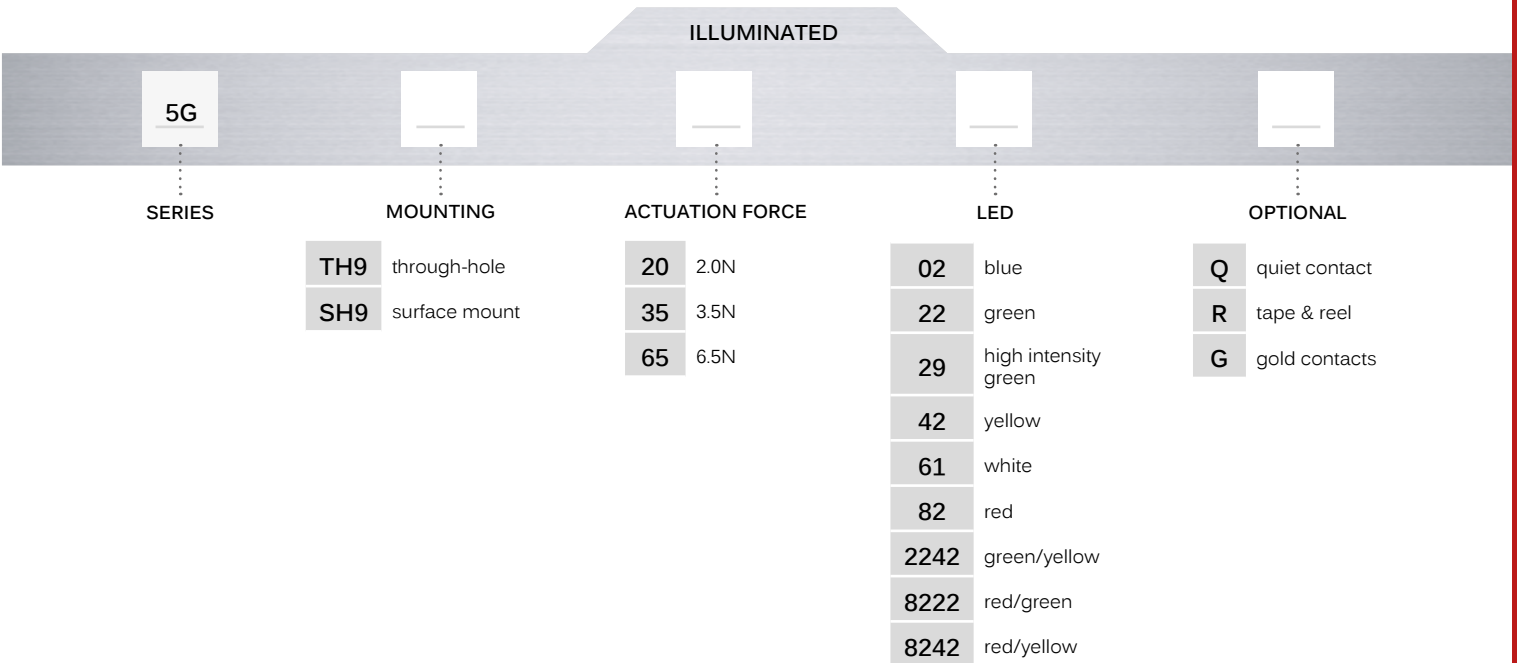 ILLUMINATED
5G
SERIES
MOUNTING
TH9 through-hole
SH9 surface mount
ACTUATION FORCE
20 2.0N
35 3.5N
65 6.5N
LED
02 blue
22 green
29 high intensity
green
42 yellow
61 white
82 red
2242 green/yellow
8222 red/green
8242 red/yellow
OPTIONAL
Q quiet contact
R tape & reel
G gold contacts